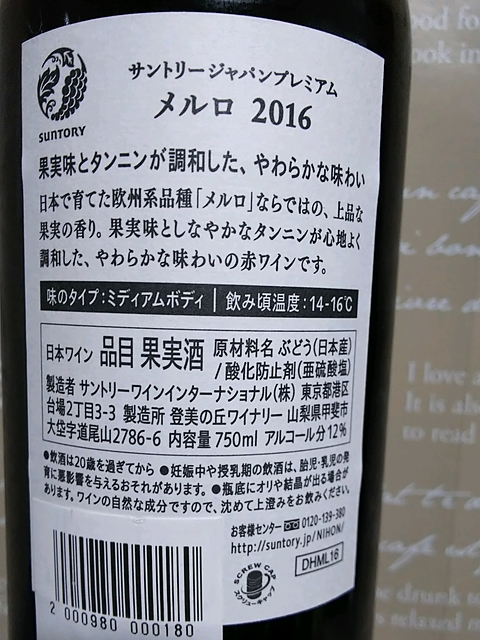 SUNTORY
サントリージャパンプレミアム
メルロ 2016
果実味とタンニンが調和した、やわらかな味わい
日本で育てた欧州系品種「メルロ」ならではの、上品な
果実の香り。果実味としなやかなタンニンが心地よく
調和した、やわらかな味わいの赤ワインです。
味のタイプ:ミディアムボディ | 飲み頃温度:14-16℃
日本ワイン 品目 果実酒 原材料名 ぶどう(日本産)
/酸化防止剤(亜硫酸塩)
製造者 サントリーワインインターナショナル(株) 東京都港区
台場2丁目3-3 製造所 登美の丘ワイナリー 山梨県甲斐市
大垈字道尾山2786-6 内容量 750ml アルコール分 12%
●飲酒は20歳を過ぎてから ●妊娠中や授乳期の飲酒は、胎児・乳児の発
育に悪影響を与えるおそれがあります。●瓶底にオリや結晶が出る場合が
あります。ワインの自然な成分ですので、沈めて上澄みをお飲みください。
お客様センター 0120-139-380
http://suntory.jp/NIHON/
SCREW CAP
スクリューキャップ
DHML16
2 000980 000180
ood fo
ook in
I love a
It is als
to read